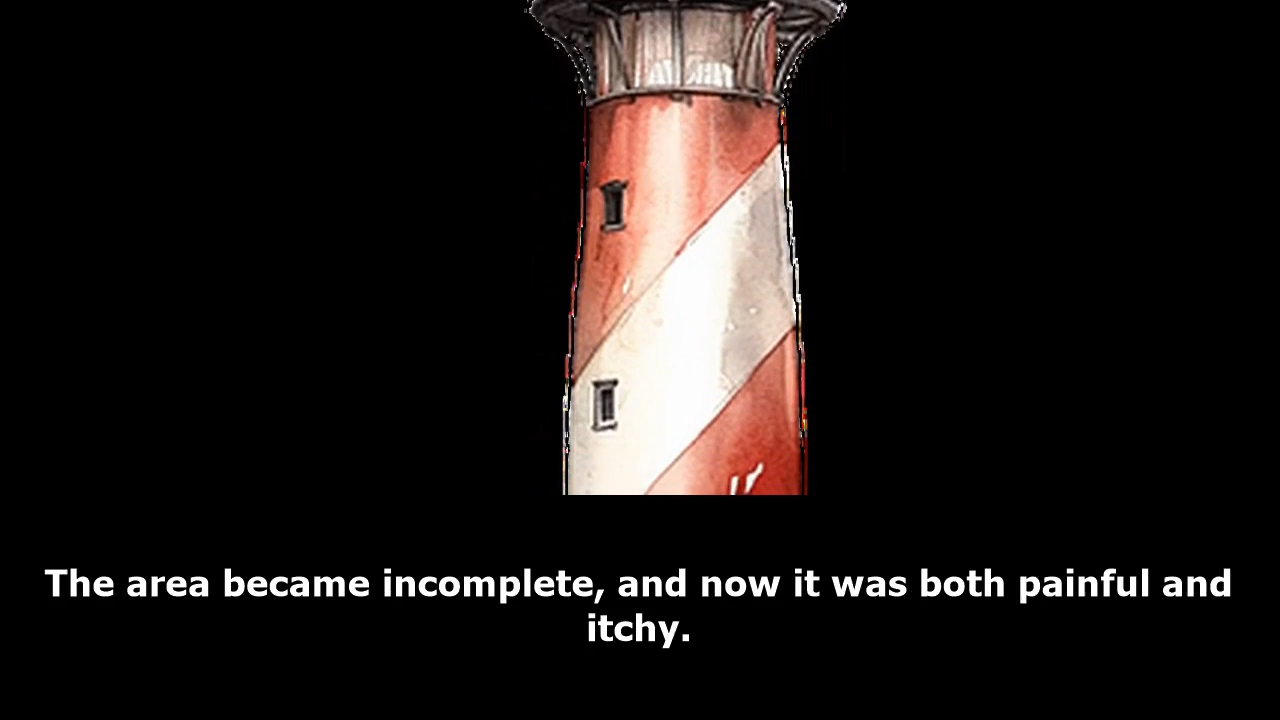 The area became incomplete, and now it was both painful and
itchy.